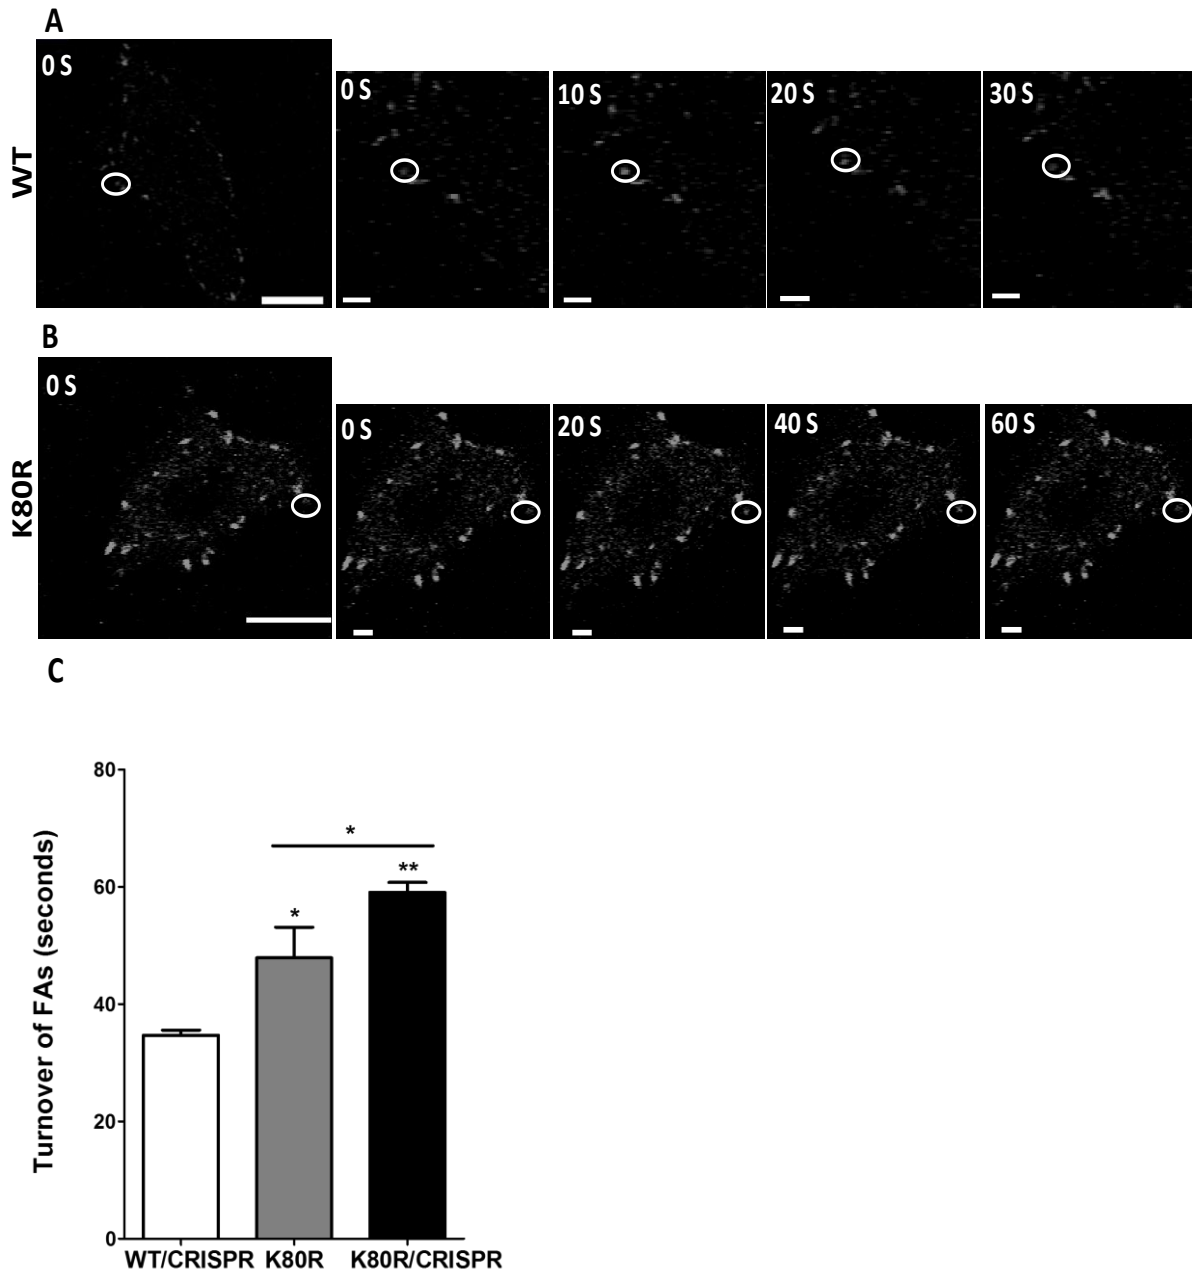 A
WT
0 S
0 S
10 S
20 S
30 S
B
K80R
0 S
0 S
20 S
40 S
60 S
C
Turnover of FAs (seconds)
80
60
40
20
0
*
*
**
WT/CRISPR K80R K80R/CRISPR